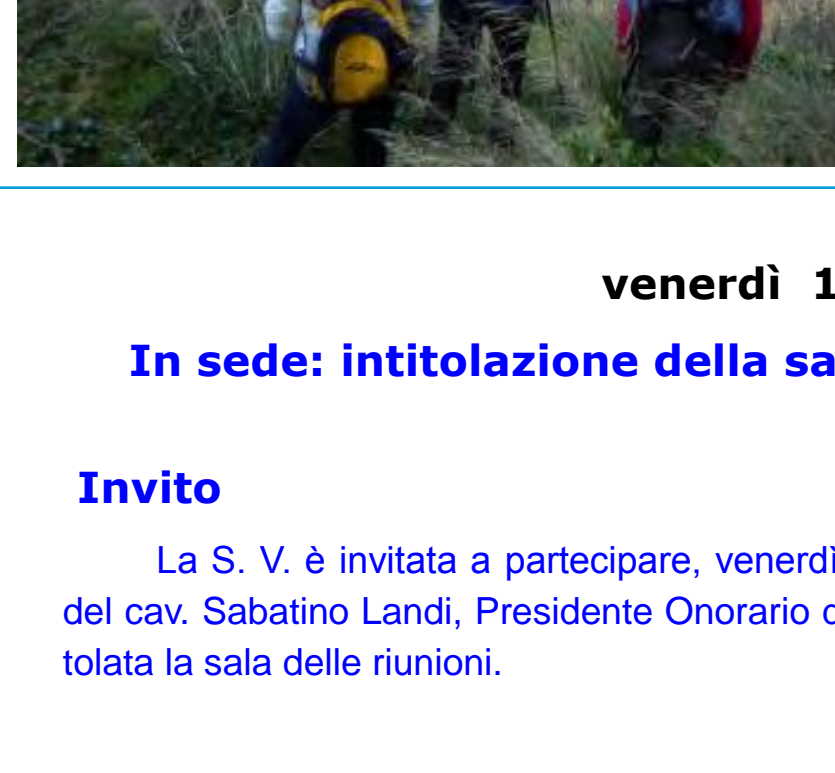 venerdì 1
In sede: intitolazione della sa
Invito
La S. V. è invitata a partecipare, venerdì
del cav. Sabatino Landi, Presidente Onorario d
tolata la sala delle riunioni.